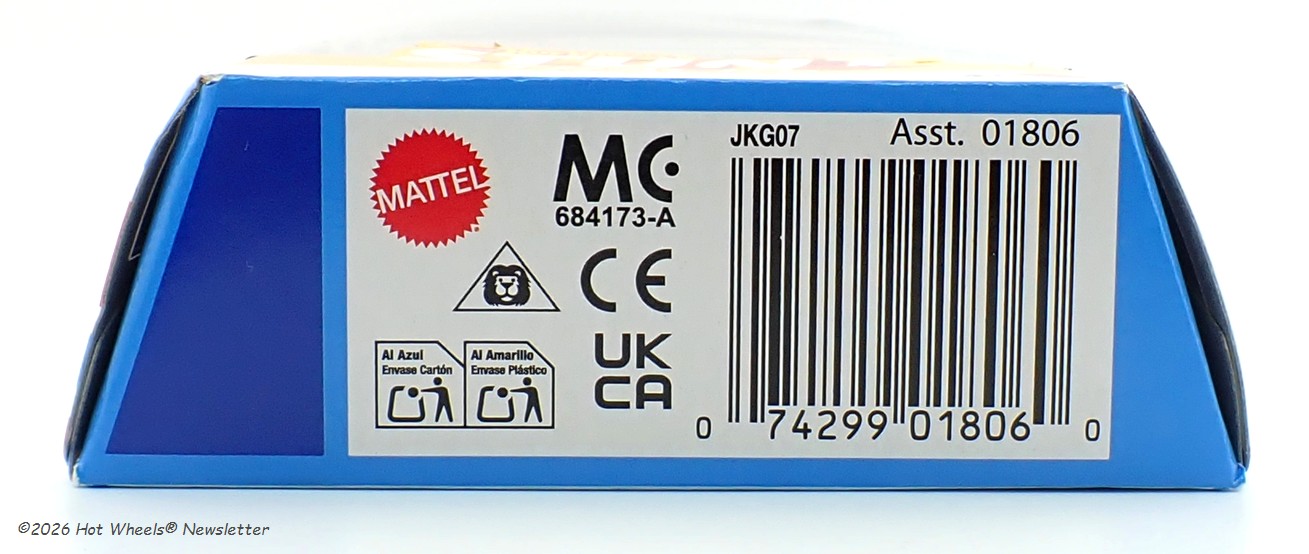 MATTEL
MC
684173-A
JKG07
Asst. 01806
CE
UK
CA
Al Azul
Envase Cartón
Al Amarillo
Envase Plástico
0 74299 01806 0
©2026 Hot Wheels® Newsletter